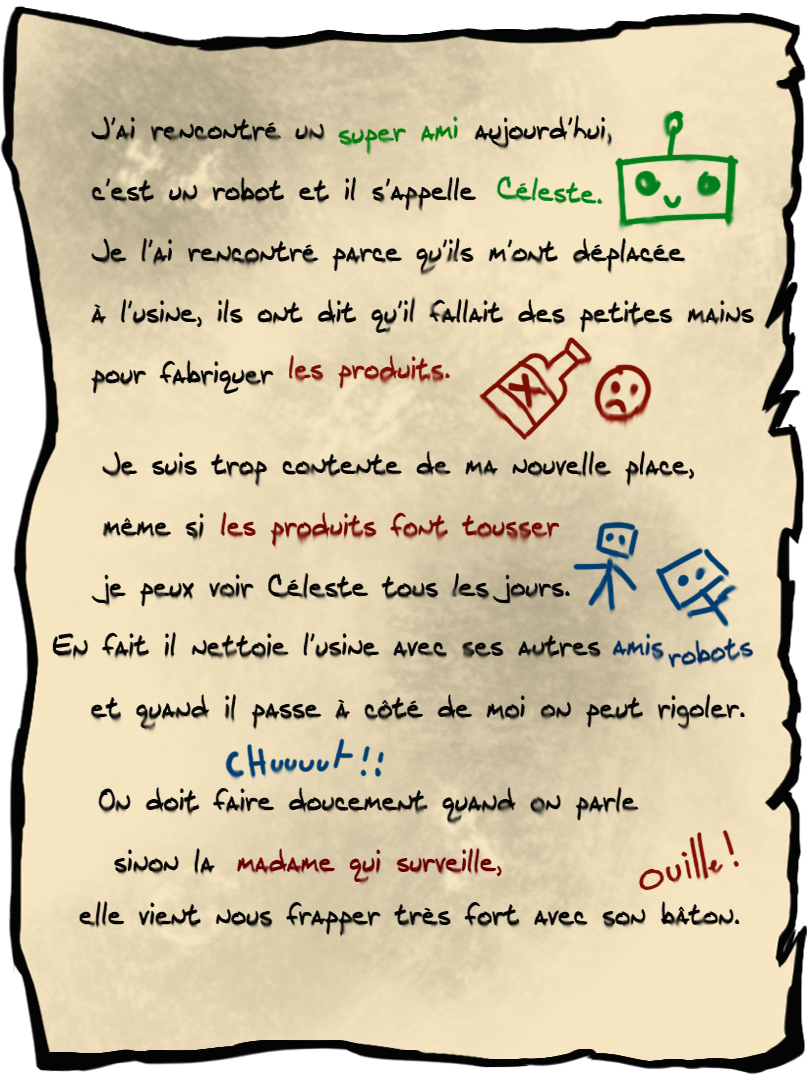 J'ai rencontré un super ami aujourd'hui,
c'est un robot et il s'appelle Céleste.
Je l'ai rencontré parce qu'ils m'ont déplacée
à l'usine, ils ont dit qu'il fallait des petites mains
pour fabriquer les produits.
X
Je suis trop contente de ma nouvelle place,
même si les produits font tousser
je peux voir Céleste tous les jours.
En fait il nettoie l'usine avec ses autres amis robots
et quand il passe à côté de moi on peut rigoler.
CHuuuut!!
On doit faire doucement quand on parle
sinon la madame qui surveille,
ouille!
elle vient nous frapper très fort avec son bâton.